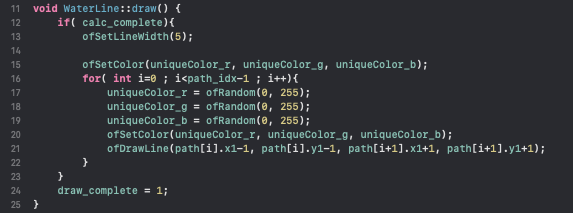 11 void WaterLine::draw() {
12     if( calc_complete){
13         ofSetLineWidth(5);
14
15         ofSetColor(uniqueColor_r, uniqueColor_g, uniqueColor_b);
16         for( int i=0 ; i<path_idx-1 ; i++){
17             uniqueColor_r = ofRandom(0, 255);
18             uniqueColor_g = ofRandom(0, 255);
19             uniqueColor_b = ofRandom(0, 255);
20             ofSetColor(uniqueColor_r, uniqueColor_g, uniqueColor_b);
21             ofDrawLine(path[i].x1-1, path[i].y1-1, path[i+1].x1+1, path[i+1].y1+1);
22         }
23     }
24     draw_complete = 1;
25 }